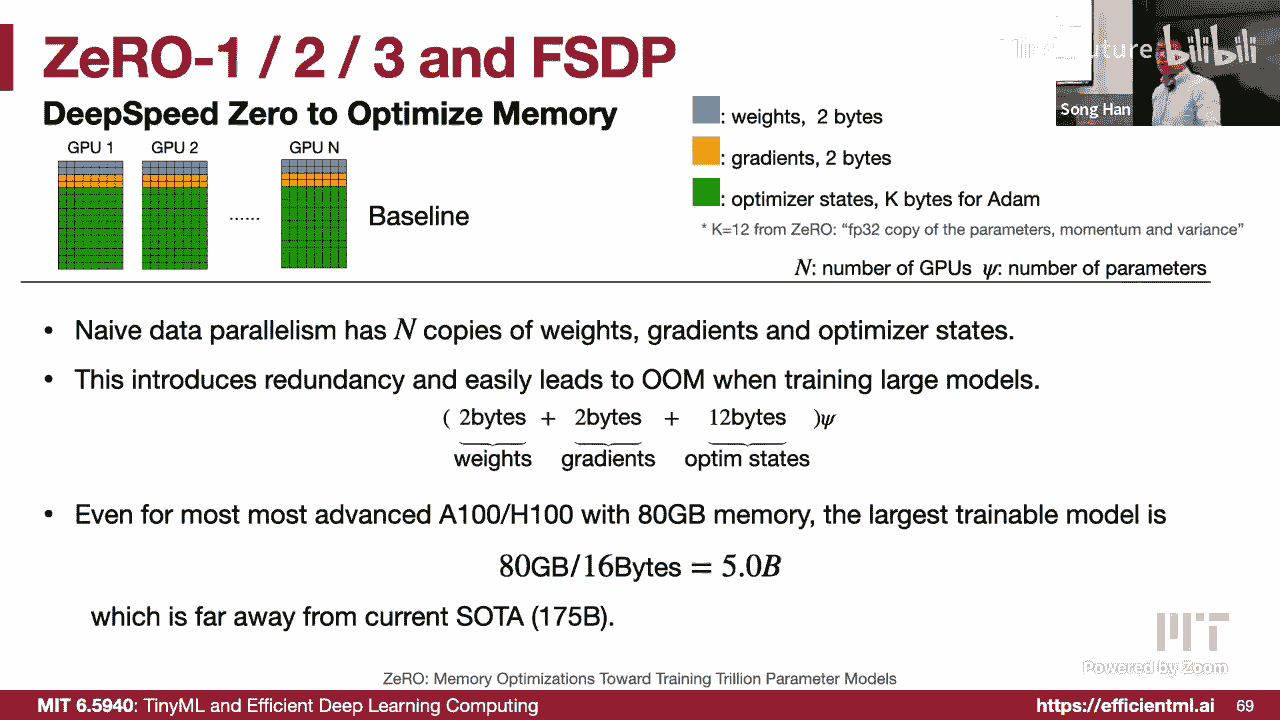 ZeRO-1 / 2 / 3 and FSDP
DeepSpeed Zero to Optimize Memory
GPU 1 GPU 2 GPU N
...... Baseline
: weights, 2 bytes
: gradients, 2 bytes
: optimizer states, K bytes for Adam
* K=12 from ZeRO: “fp32 copy of the parameters, momentum and variance”
N: number of GPUs ψ: number of parameters
bilibili
Song Han
• Naive data parallelism has N copies of weights, gradients and optimizer states.
• This introduces redundancy and easily leads to OOM when training large models.
( 2bytes + 2bytes + 12bytes )ψ
weights gradients optim states
• Even for most most advanced A100/H100 with 80GB memory, the largest trainable model is
80GB/16Bytes = 5.0B
which is far away from current SOTA (175B).
MIT
Powered by Zoom
ZeRO: Memory Optimizations Toward Training Trillion Parameter Models
MIT 6.5940: TinyML and Efficient Deep Learning Computing https://efficientml.ai 69